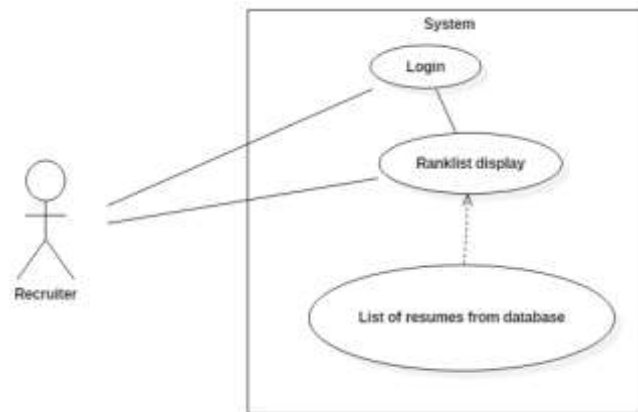 System
Login
Ranklist display
Recruiter
List of resumes from database